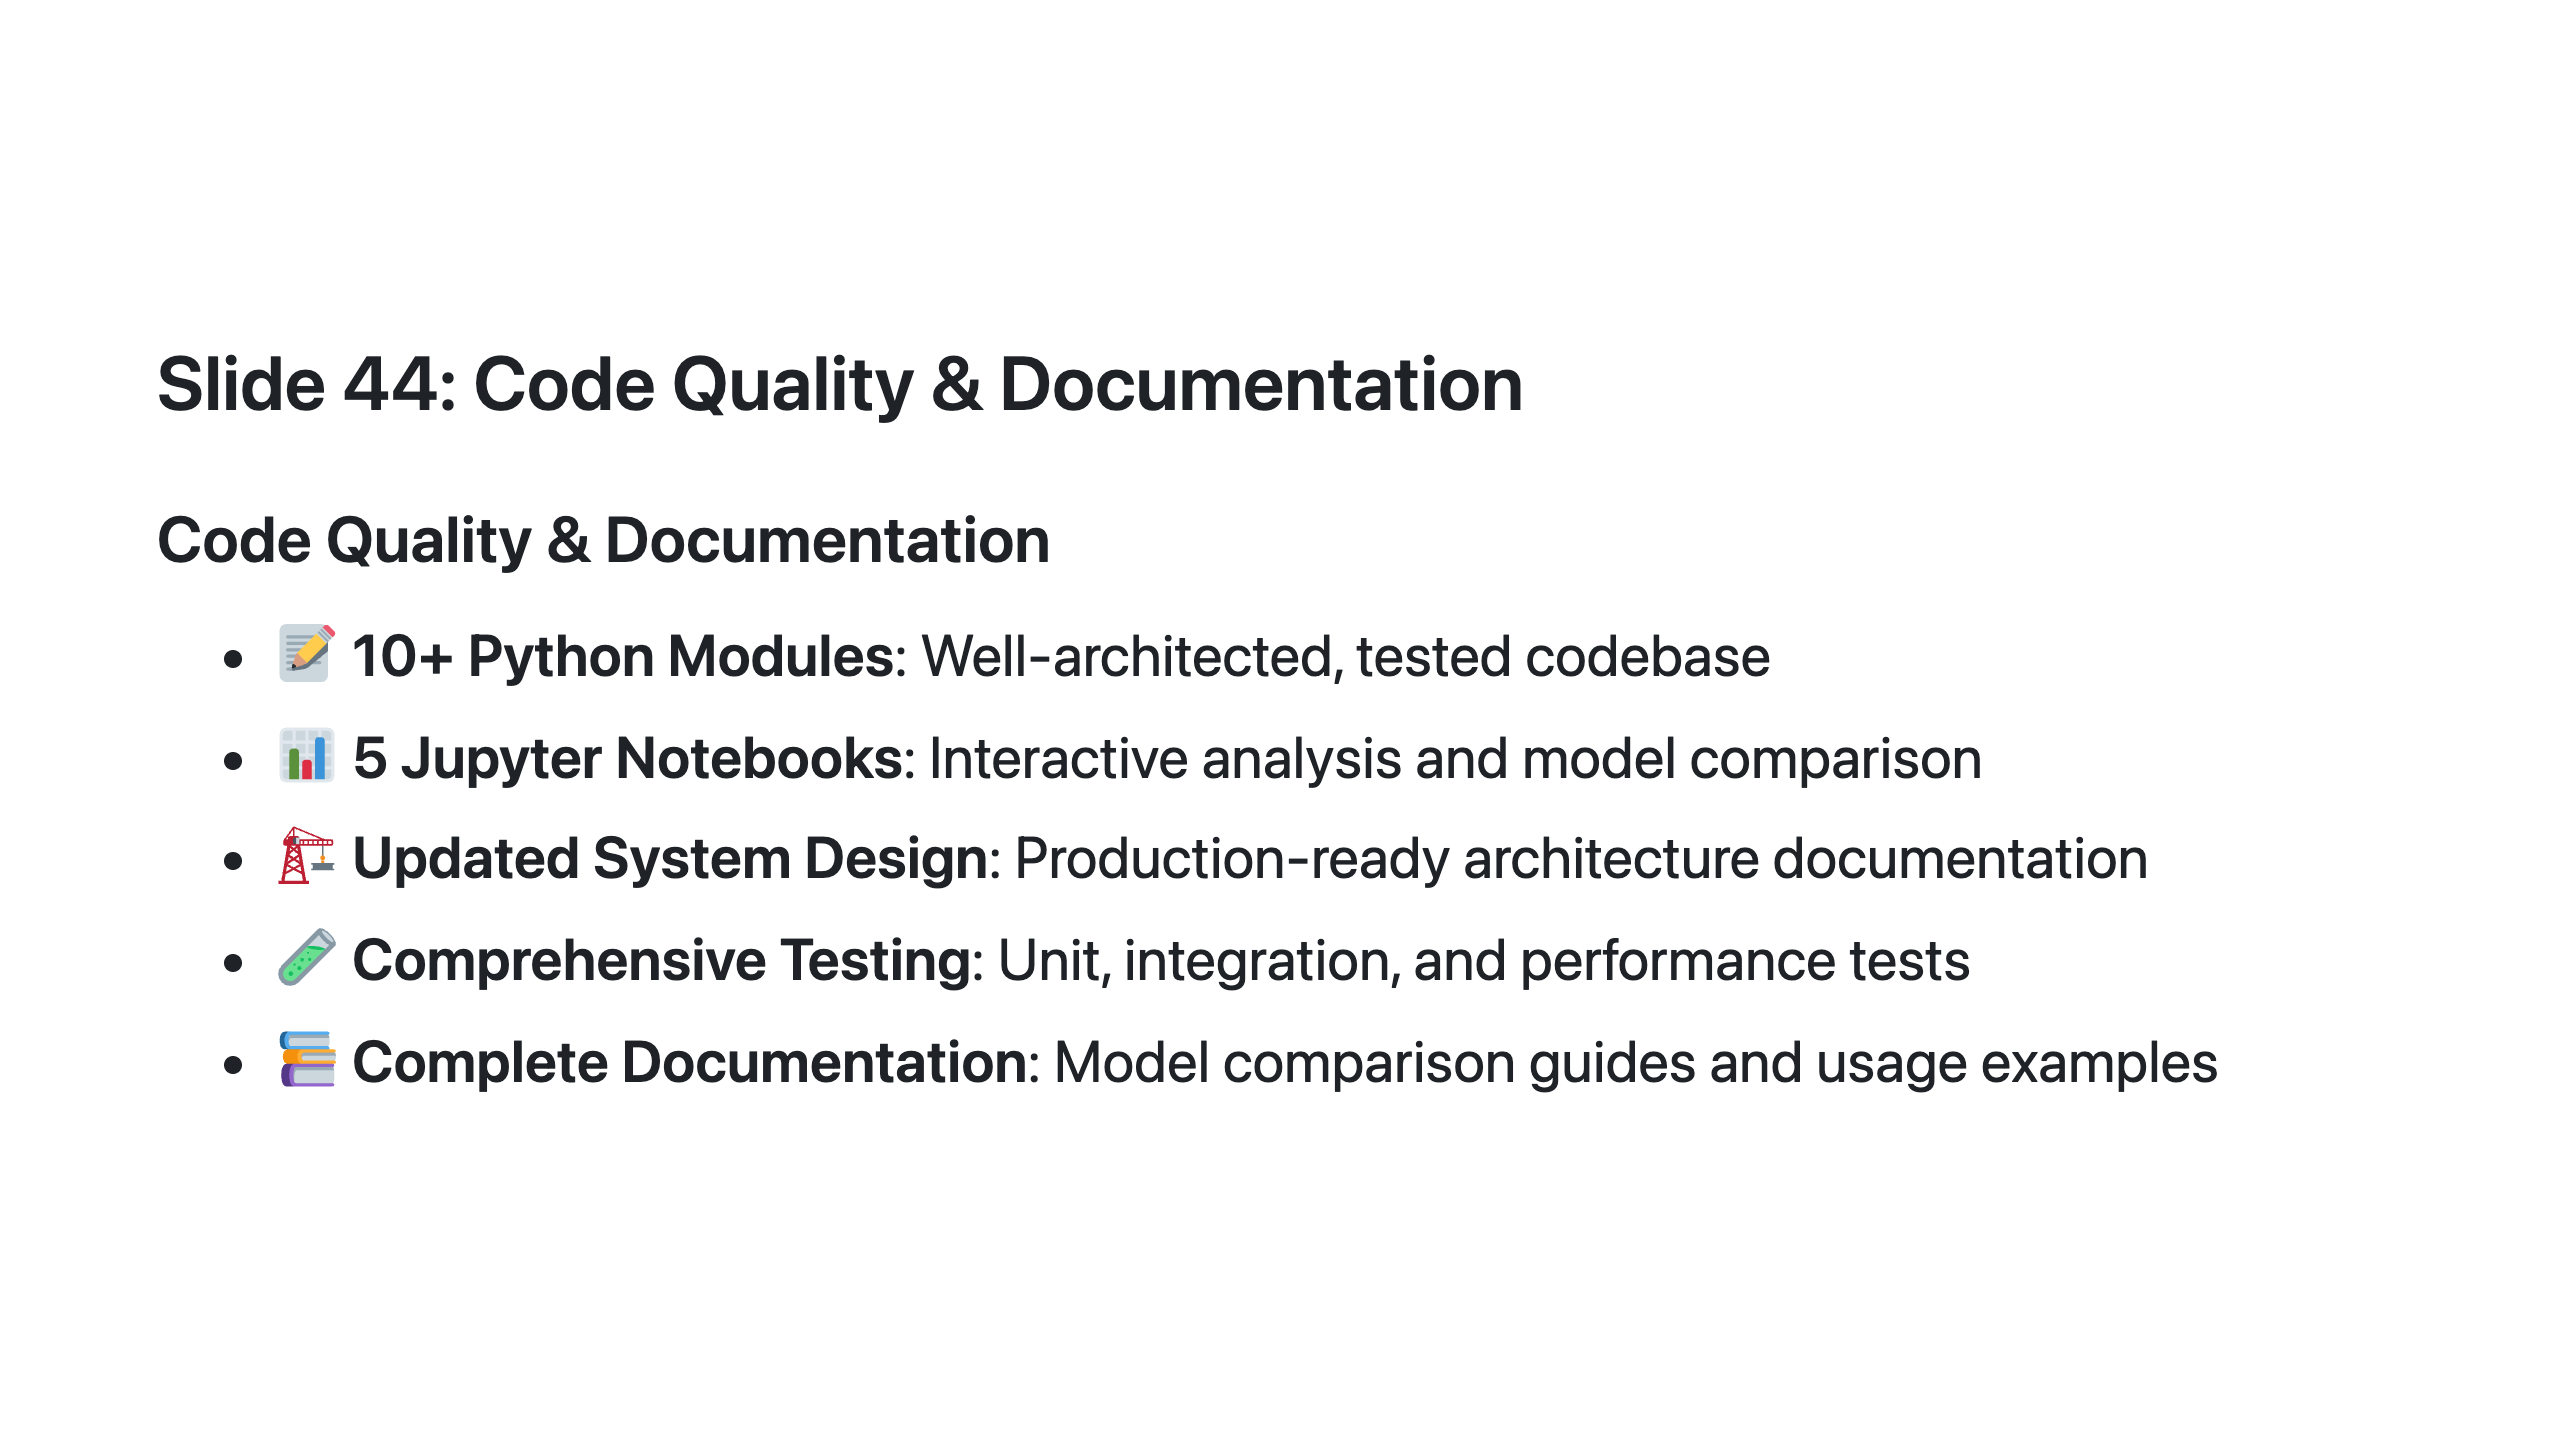 Slide 44: Code Quality & Documentation
Code Quality & Documentation
• 📝 10+ Python Modules: Well-architected, tested codebase
• 📊 5 Jupyter Notebooks: Interactive analysis and model comparison
• 🏗️ Updated System Design: Production-ready architecture documentation
• 🧪 Comprehensive Testing: Unit, integration, and performance tests
• 📚 Complete Documentation: Model comparison guides and usage examples